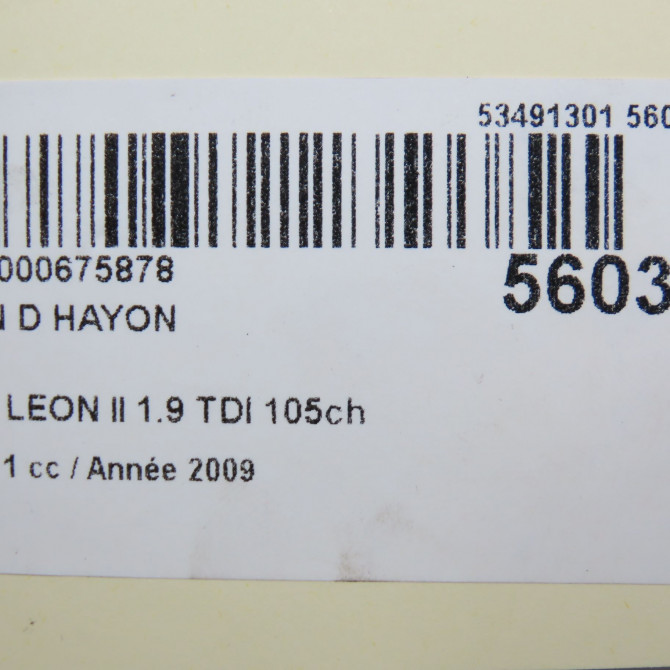 53491301 560
000675878
5603
N D HAYON
LEON II 1.9 TDI 105ch
1 cc / Année 2009